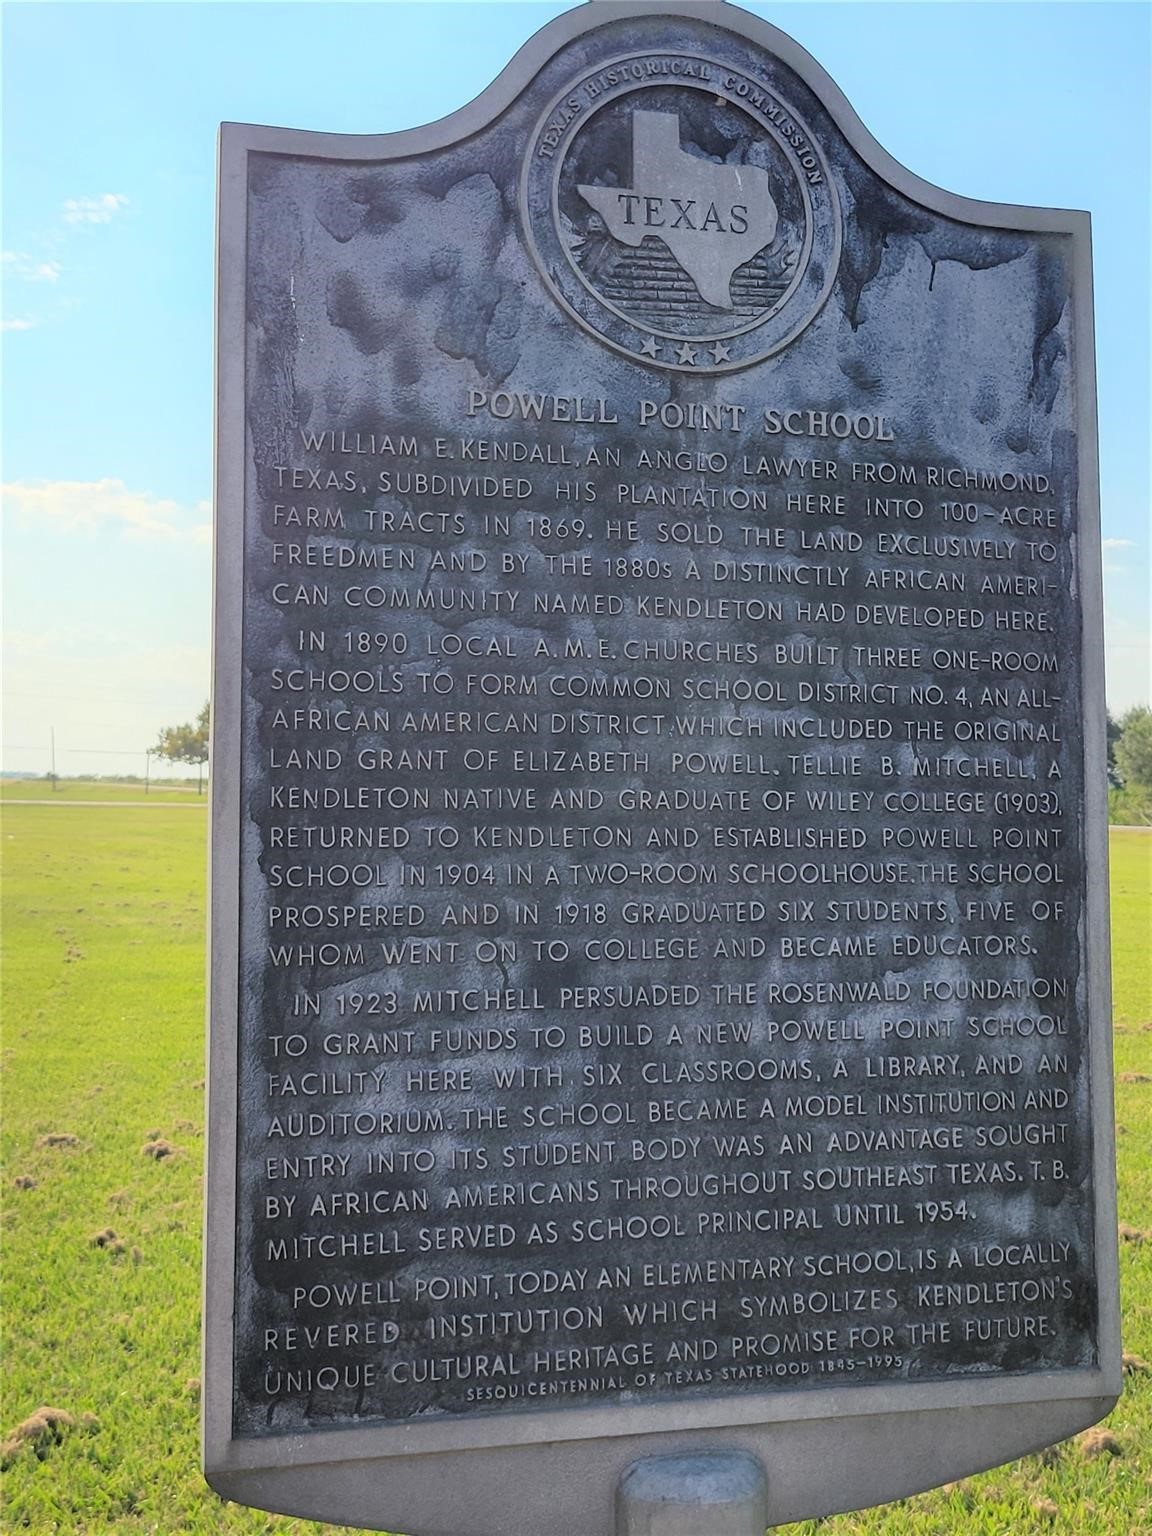 TEXAS HISTORICAL COMMISSION
TEXAS
POWELL POINT SCHOOL
WILLIAM E. KENDALL, AN ANGLO LAWYER FROM RICHMOND,
TEXAS, SUBDIVIDED HIS PLANTATION HERE INTO 100-ACRE
FARM TRACTS IN 1869. HE SOLD THE LAND EXCLUSIVELY TO
FREEDMEN AND BY THE 1880s A DISTINCTLY AFRICAN AMERI-
CAN COMMUNITY NAMED KENDLETON HAD DEVELOPED HERE.
IN 1890 LOCAL A.M.E. CHURCHES BUILT THREE ONE-ROOM
SCHOOLS TO FORM COMMON SCHOOL DISTRICT NO. 4, AN ALL-
AFRICAN AMERICAN DISTRICT WHICH INCLUDED THE ORIGINAL
LAND GRANT OF ELIZABETH POWELL. TELLIE B. MITCHELL, A
KENDLETON NATIVE AND GRADUATE OF WILEY COLLEGE (1903),
RETURNED TO KENDLETON AND ESTABLISHED POWELL POINT
SCHOOL IN 1904 IN A TWO-ROOM SCHOOLHOUSE. THE SCHOOL
PROSPERED AND IN 1918 GRADUATED SIX STUDENTS, FIVE OF
WHOM WENT ON TO COLLEGE AND BECAME EDUCATORS.
IN 1923 MITCHELL PERSUADED THE ROSENWALD FOUNDATION
TO GRANT FUNDS TO BUILD A NEW POWELL POINT SCHOOL
FACILITY HERE WITH SIX CLASSROOMS, A LIBRARY, AND AN
AUDITORIUM. THE SCHOOL BECAME A MODEL INSTITUTION AND
ENTRY INTO ITS STUDENT BODY WAS AN ADVANTAGE SOUGHT
BY AFRICAN AMERICANS THROUGHOUT SOUTHEAST TEXAS. T. B.
MITCHELL SERVED AS SCHOOL PRINCIPAL UNTIL 1954.
POWELL POINT, TODAY AN ELEMENTARY SCHOOL, IS A LOCALLY
REVERED INSTITUTION WHICH SYMBOLIZES KENDLETON'S
UNIQUE CULTURAL HERITAGE AND PROMISE FOR THE FUTURE.
SESQUICENTENNIAL OF TEXAS STATEHOOD 1845-1995